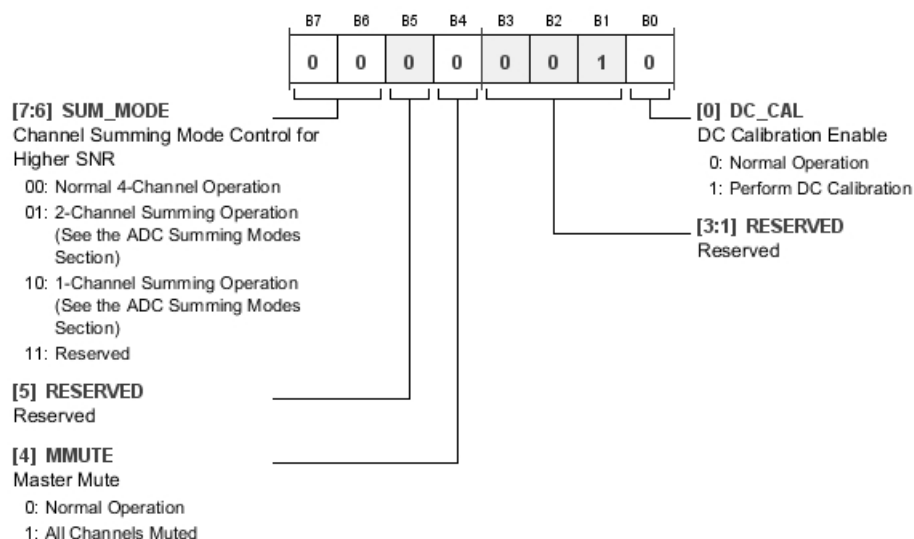 B7 B6 B5 B4 B3 B2 B1 B0
0 0 0 0 0 0 1 0
[7:6] SUM_MODE
Channel Summing Mode Control for
Higher SNR
00: Normal 4-Channel Operation
01: 2-Channel Summing Operation
(See the ADC Summing Modes
Section)
10: 1-Channel Summing Operation
(See the ADC Summing Modes
Section)
11: Reserved
[5] RESERVED
Reserved
[4] MMUTE
Master Mute
0: Normal Operation
1: All Channels Muted
[0] DC_CAL
DC Calibration Enable
0: Normal Operation
1: Perform DC Calibration
[3:1] RESERVED
Reserved